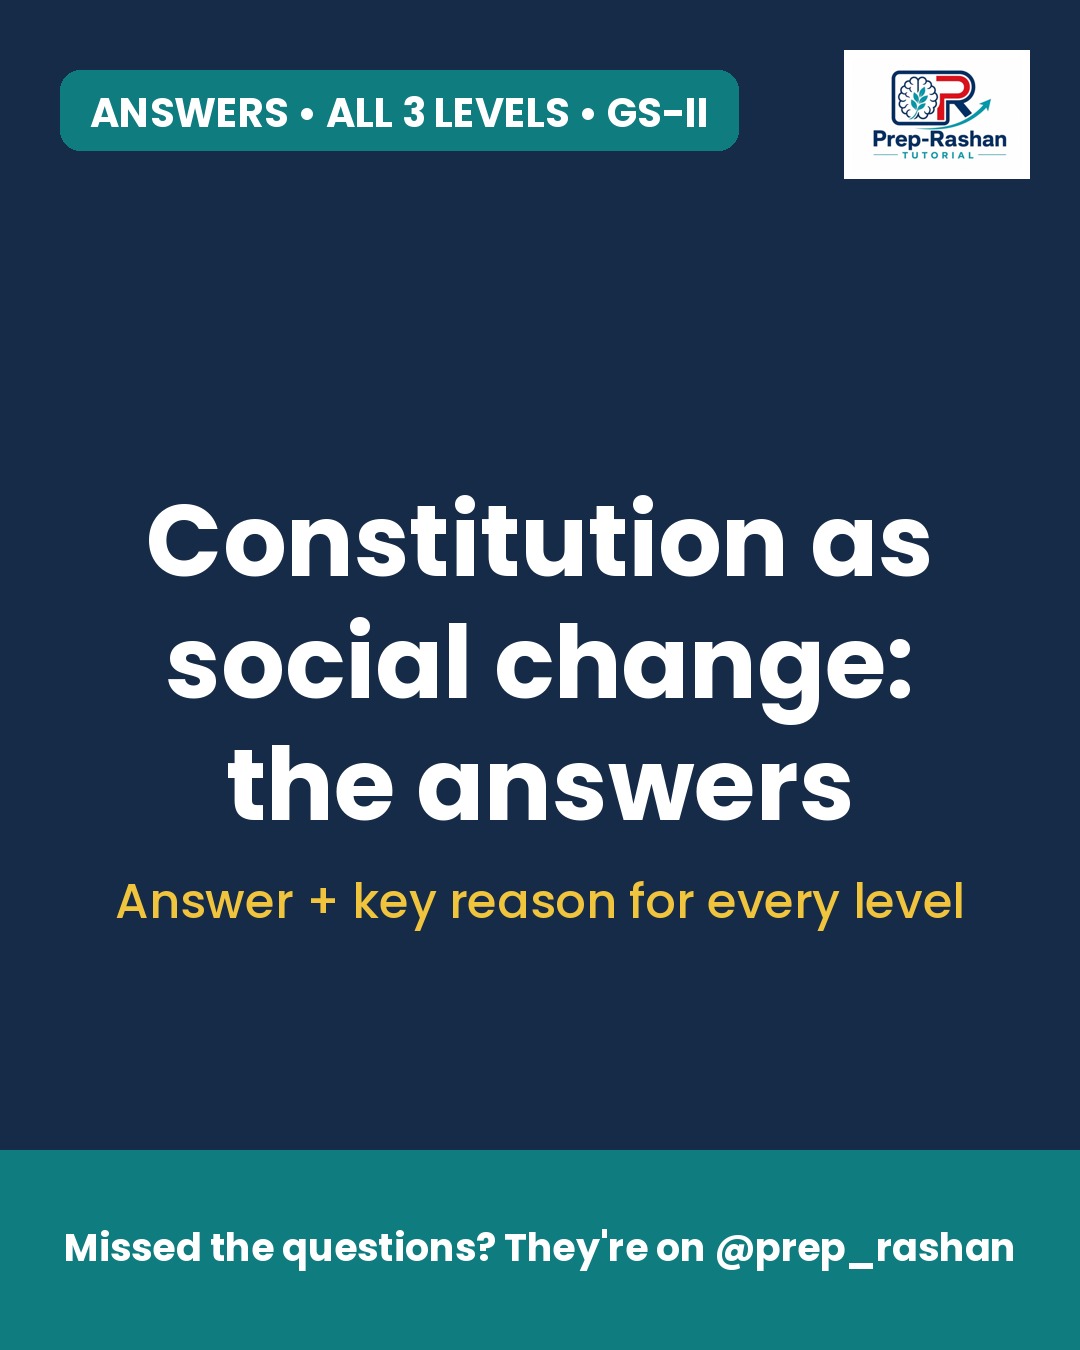 ANSWERS • ALL 3 LEVELS • GS-II
PR
Prep-Rashan
TUTORIAL
Constitution as
social change:
the answers
Answer + key reason for every level
Missed the questions? They're on @prep_rashan